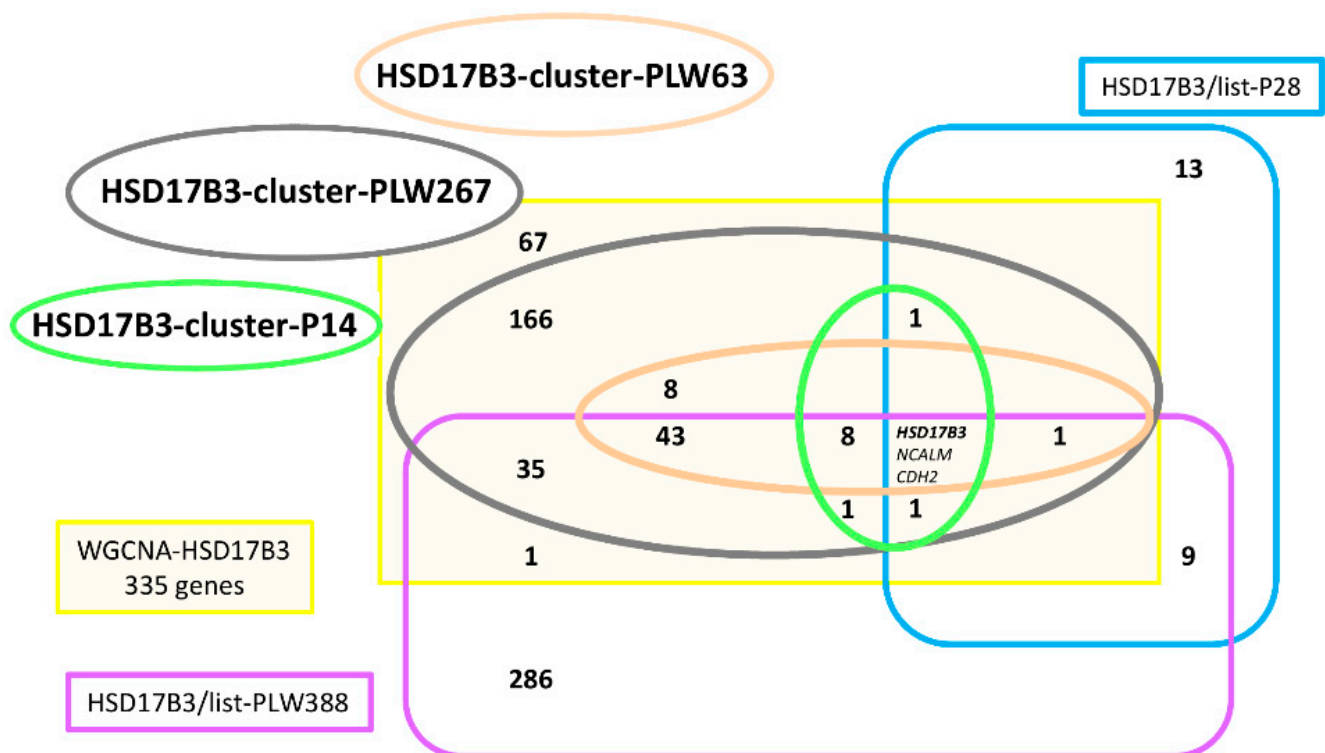 HSD17B3-cluster-PLW63
HSD17B3/list-P28
13
HSD17B3-cluster-PLW267
67
166
1
HSD17B3-cluster-P14
8
43
8
HSD17B3
NCALM
CDH2
1
35
1
1
WGCNA-HSD17B3
335 genes
1
9
286
HSD17B3/list-PLW388